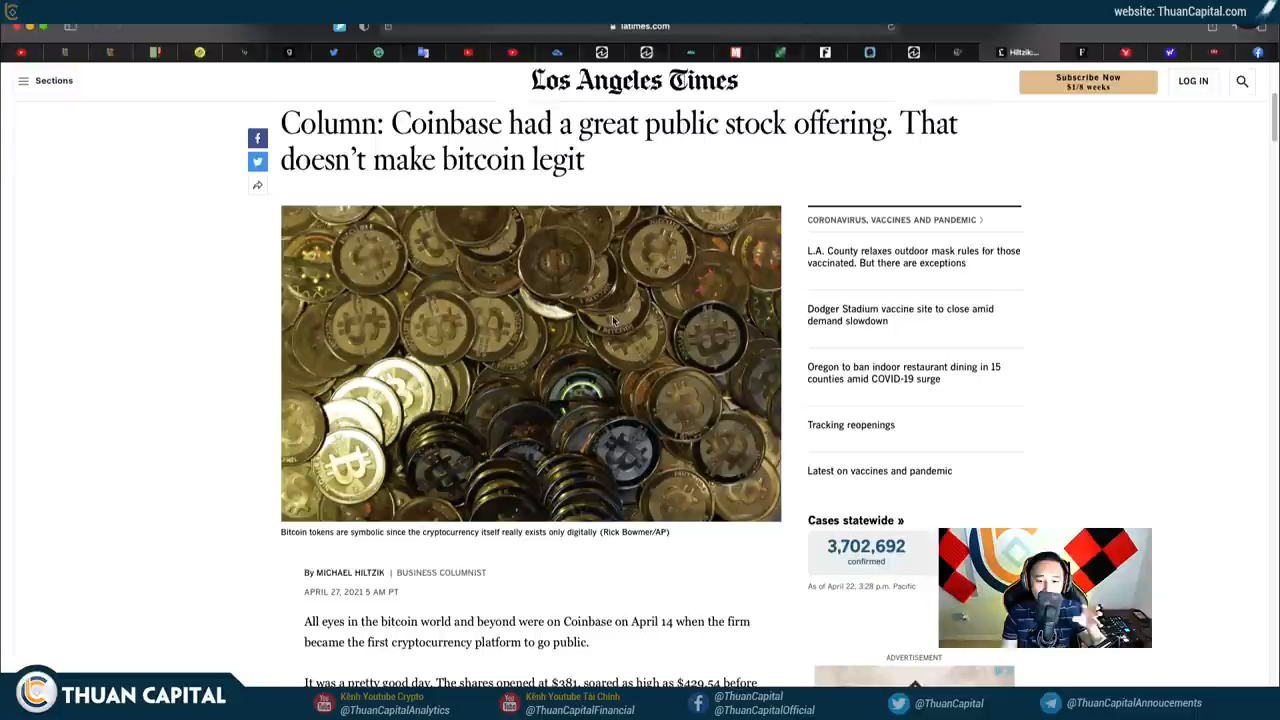 website: ThuanCapital.com
latimes.com
Hiltzik:...
Sections
Los Angeles Times
Subscribe Now
$1/8 weeks
LOG IN
Column: Coinbase had a great public stock offering. That
doesn't make bitcoin legit
CORONAVIRUS, VACCINES AND PANDEMIC
L.A. County relaxes outdoor mask rules for those
vaccinated. But there are exceptions
Dodger Stadium vaccine site to close amid
demand slowdown
Oregon to ban indoor restaurant dining in 15
counties amid COVID-19 surge
Tracking reopenings
Latest on vaccines and pandemic
Cases statewide »
3,702,692
confirmed
As of April 22, 3:28 p.m. Pacific
Bitcoin tokens are symbolic since the cryptocurrency itself really exists only digitally (Rick Bowmer/AP)
By MICHAEL HILTZIK | BUSINESS COLUMNIST
APRIL 27, 2021 5 AM PT
All eyes in the bitcoin world and beyond were on Coinbase on April 14 when the firm
became the first cryptocurrency platform to go public.
It was a pretty good day. The shares opened at $381, soared as high as $429.54 before
ADVERTISEMENT
THUAN CAPITAL
Kênh Youtube Crypto
@ThuanCapitalAnalytics
Kênh Youtube Tài Chính
@ThuanCapitalFinancial
@ThuanCapital
@ThuanCapitalOfficial
@ThuanCapital
@ThuanCapitalAnnoucements